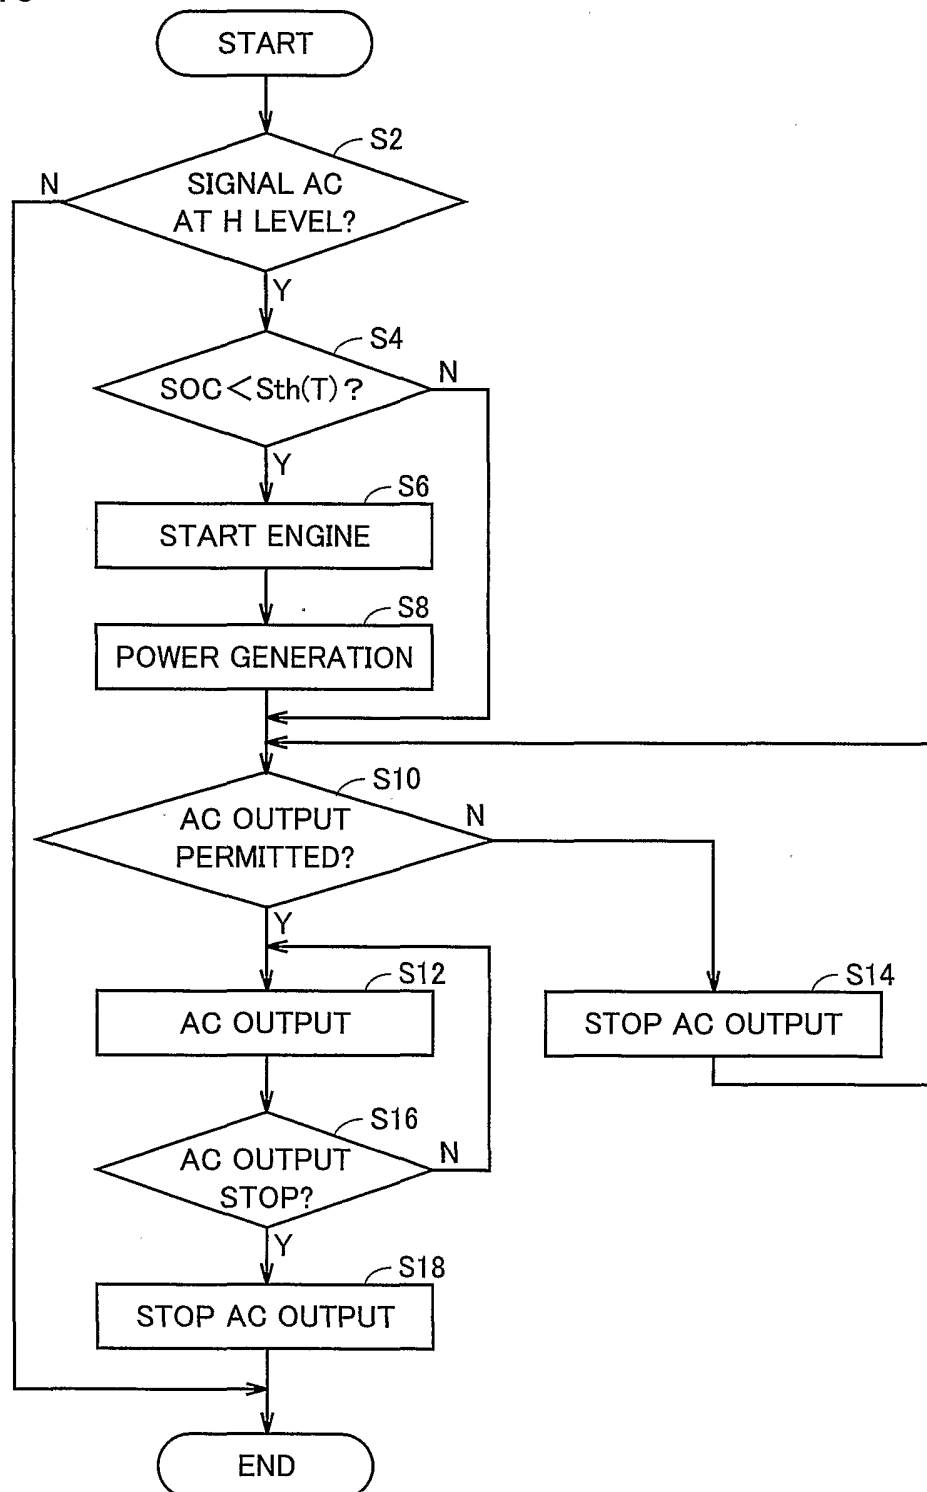 START
S2
N
SIGNAL AC
AT H LEVEL?
Y
S4
N
SOC<Sth(T)?
Y
S6
START ENGINE
S8
POWER GENERATION
S10
N
AC OUTPUT
PERMITTED?
Y
S12
AC OUTPUT
S14
STOP AC OUTPUT
S16
N
AC OUTPUT
STOP?
Y
S18
STOP AC OUTPUT
END